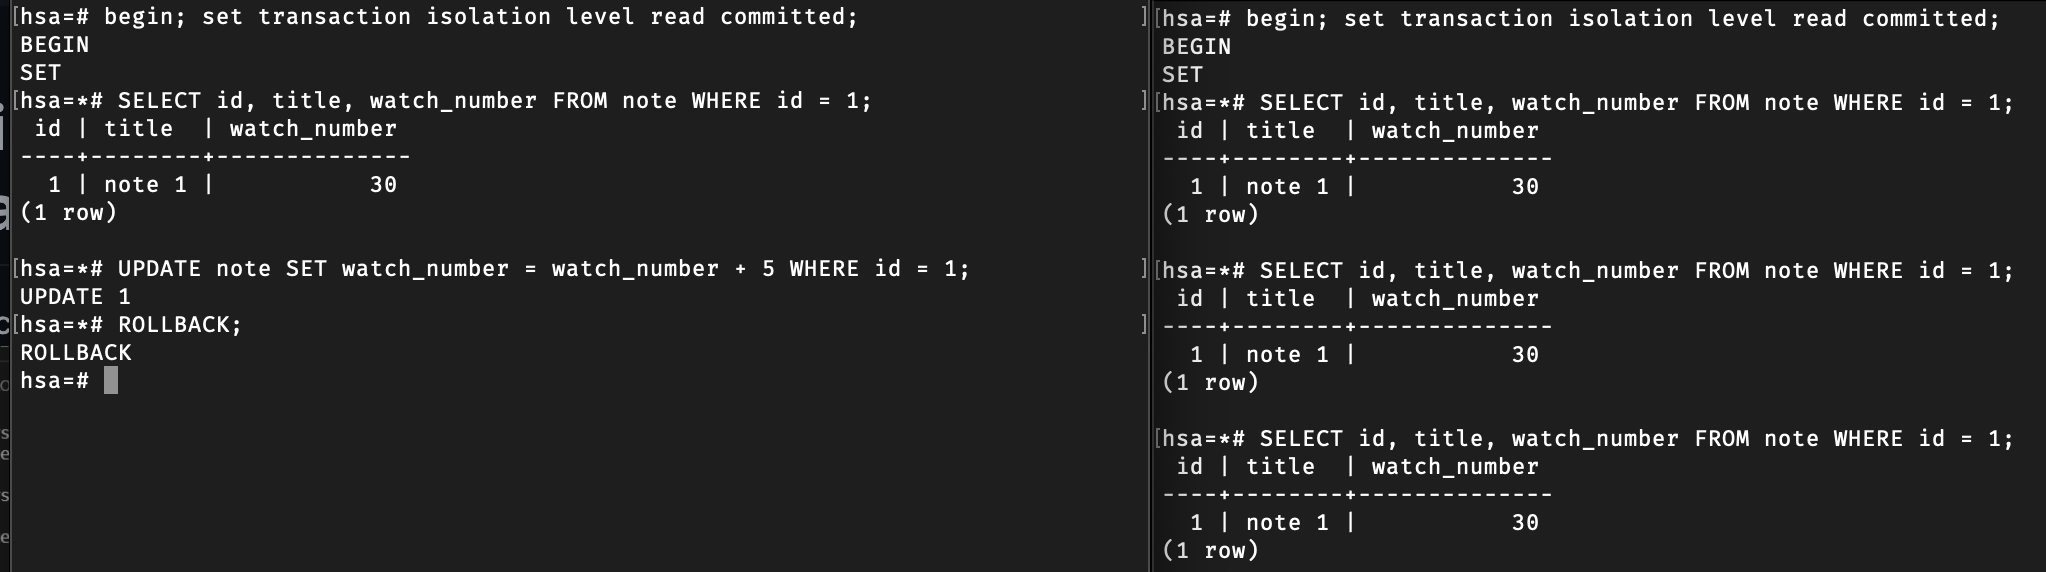 [hsa=# begin; set transaction isolation level read committed; ]
BEGIN
SET
[hsa=*# SELECT id, title, watch_number FROM note WHERE id = 1; ]
 id | title  | watch_number
----+--------+--------------
  1 | note 1 |           30
(1 row)

[hsa=*# UPDATE note SET watch_number = watch_number + 5 WHERE id = 1; ]
UPDATE 1
[hsa=*# ROLLBACK; ]
ROLLBACK
hsa=#
[hsa=# begin; set transaction isolation level read committed;
BEGIN
SET
[hsa=*# SELECT id, title, watch_number FROM note WHERE id = 1;
 id | title  | watch_number
----+--------+--------------
  1 | note 1 |           30
(1 row)

[hsa=*# SELECT id, title, watch_number FROM note WHERE id = 1;
 id | title  | watch_number
----+--------+--------------
  1 | note 1 |           30
(1 row)

[hsa=*# SELECT id, title, watch_number FROM note WHERE id = 1;
 id | title  | watch_number
----+--------+--------------
  1 | note 1 |           30
(1 row)